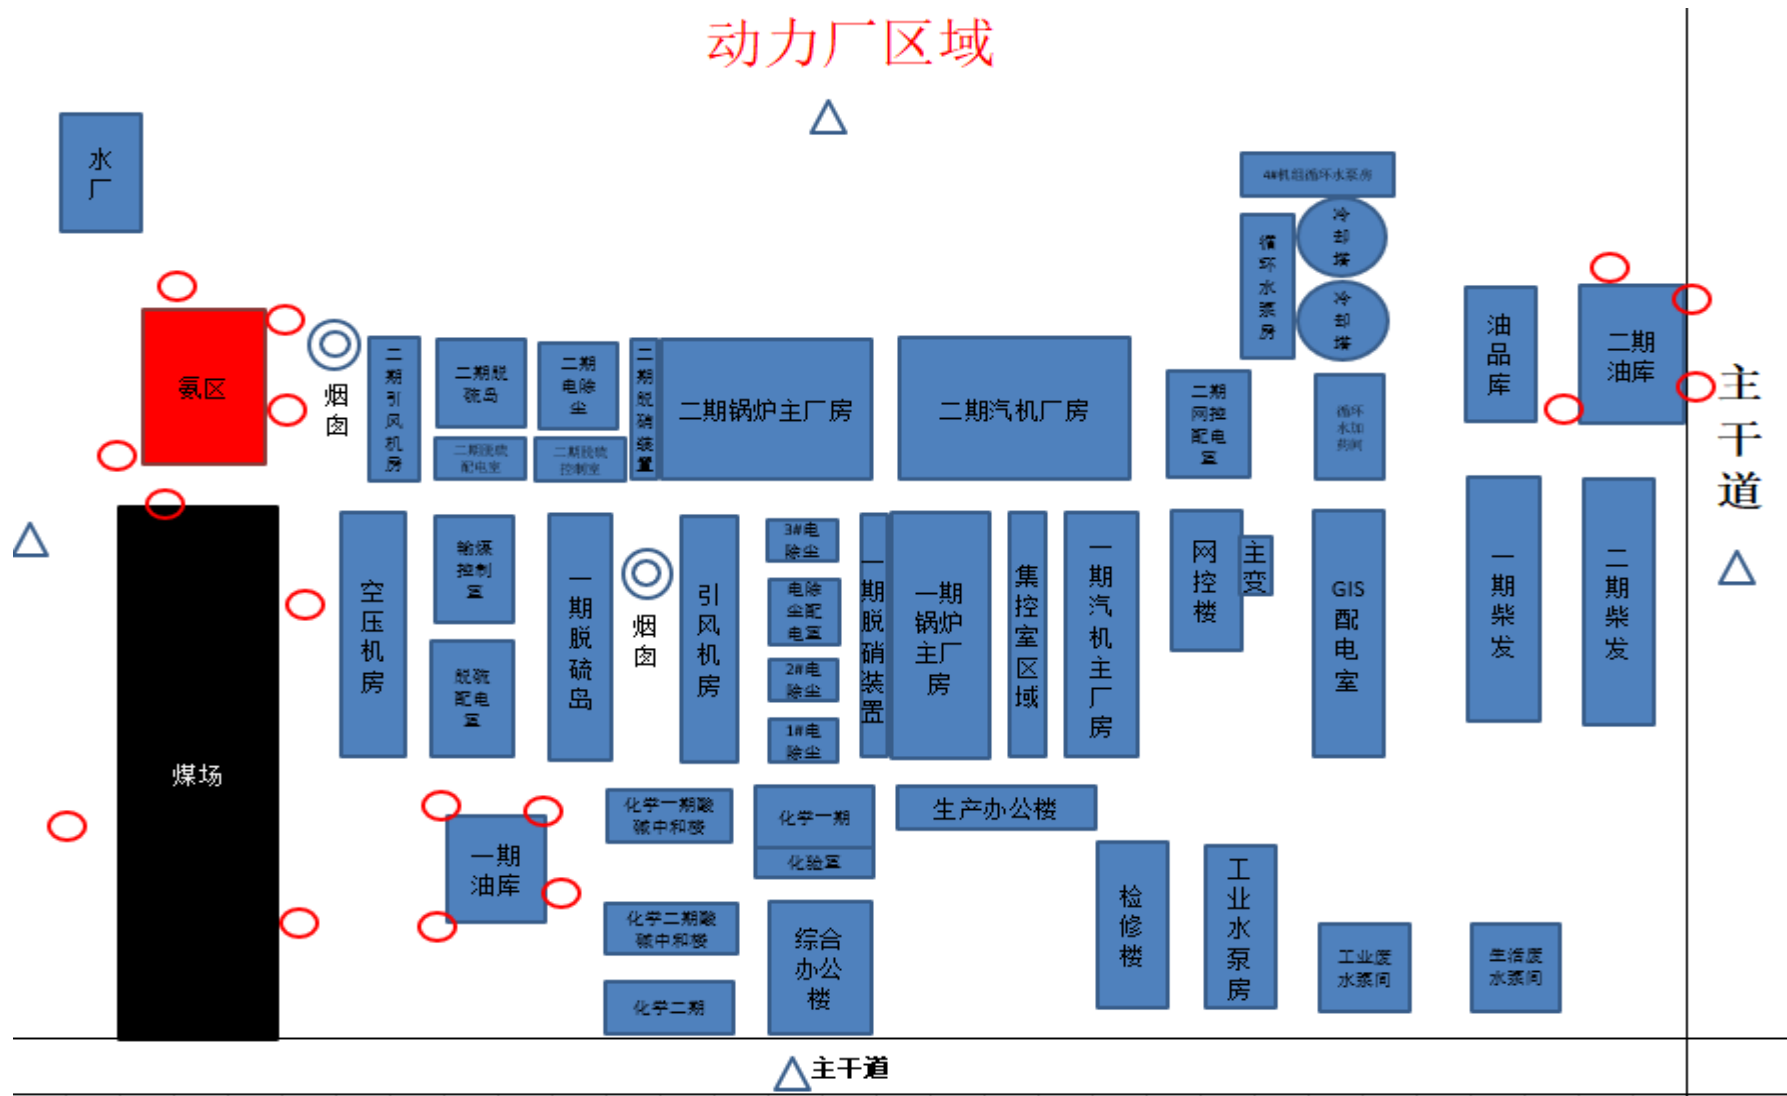 动力厂区域
水
厂
4#机组循环水泵房
冷
却
塔
循
环
水
泵
房
冷
却
塔
氨区
烟
囱
二
期
引
风
机
房
二期脱
硫岛
二期脱硫
配电室
二期
电除
尘
二期脱硫
控制室
二
期
脱
硝
装
置
二期锅炉主厂房
二期汽机厂房
二期
网控
配电
室
循环
水加
药间
油
品
库
二期
油库
主
干
道
煤场
空
压
机
房
输煤
控制
室
脱硫
配电
室
一
期
脱
硫
岛
烟
囱
引
风
机
房
3#电
除尘
电除
尘配
电室
2#电
除尘
1#电
除尘
一
期
脱
硝
装
置
一期
锅炉
主厂
房
集
控
室
区
域
一
期
汽
机
主
厂
房
网
控
楼
主
变
GIS
配
电
室
一
期
柴
发
二
期
柴
发
一期
油库
化学一期酸
碱中和楼
化学一期
化验室
生产办公楼
化学二期酸
碱中和楼
化学二期
综合
办公
楼
检
修
楼
工
业
水
泵
房
工业废
水泵间
生活废
水泵间
主干道